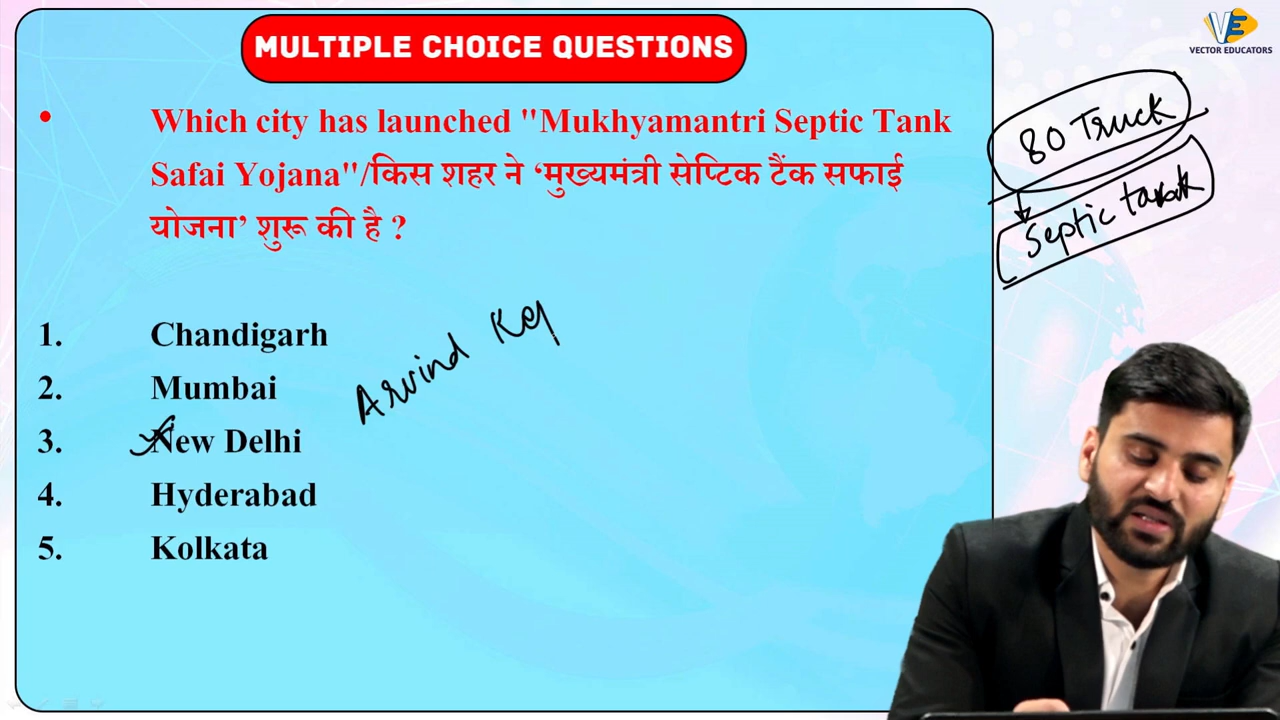 MULTIPLE CHOICE QUESTIONS
VECTOR EDUCATORS
• Which city has launched "Mukhyamantri Septic Tank
Safai Yojana"/किस शहर ने ‘मुख्यमंत्री सेप्टिक टैंक सफाई
योजना’ शुरू की है ?
80 Truck
Septic tank
1. Chandigarh
2. Mumbai
3. New Delhi
4. Hyderabad
5. Kolkata
Arvind Kej